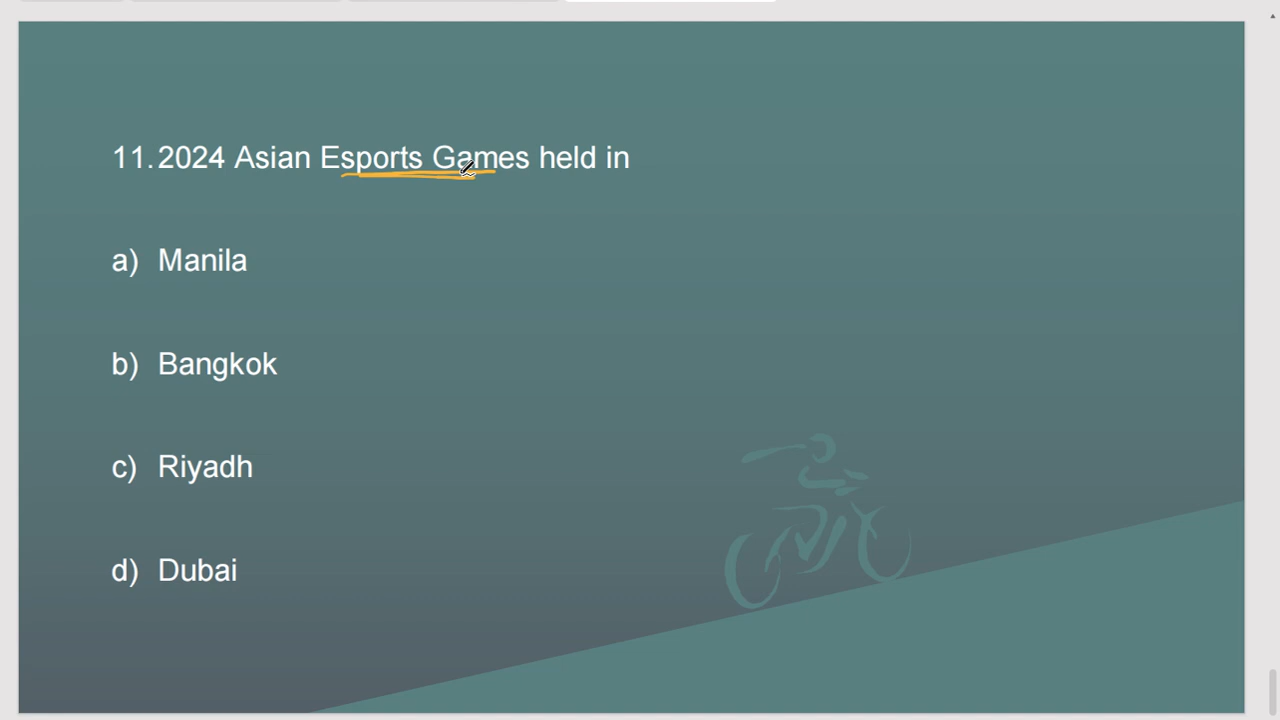 11. 2024 Asian Esports Games held in
a) Manila
b) Bangkok
c) Riyadh
d) Dubai